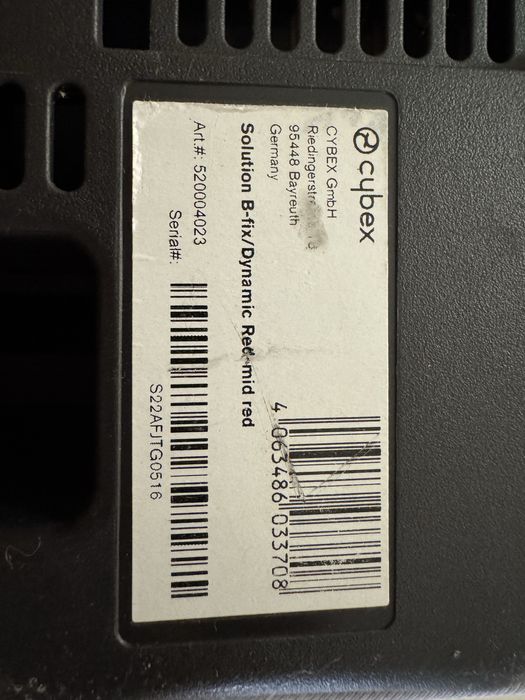 cybex
CYBEX GmbH
95448 Bayreuth
Germany
Solution B-fix/Dynamic Red-mid red
4 063486 033708
Art.#: 520004023
Serial#:
S22AFJTG0516